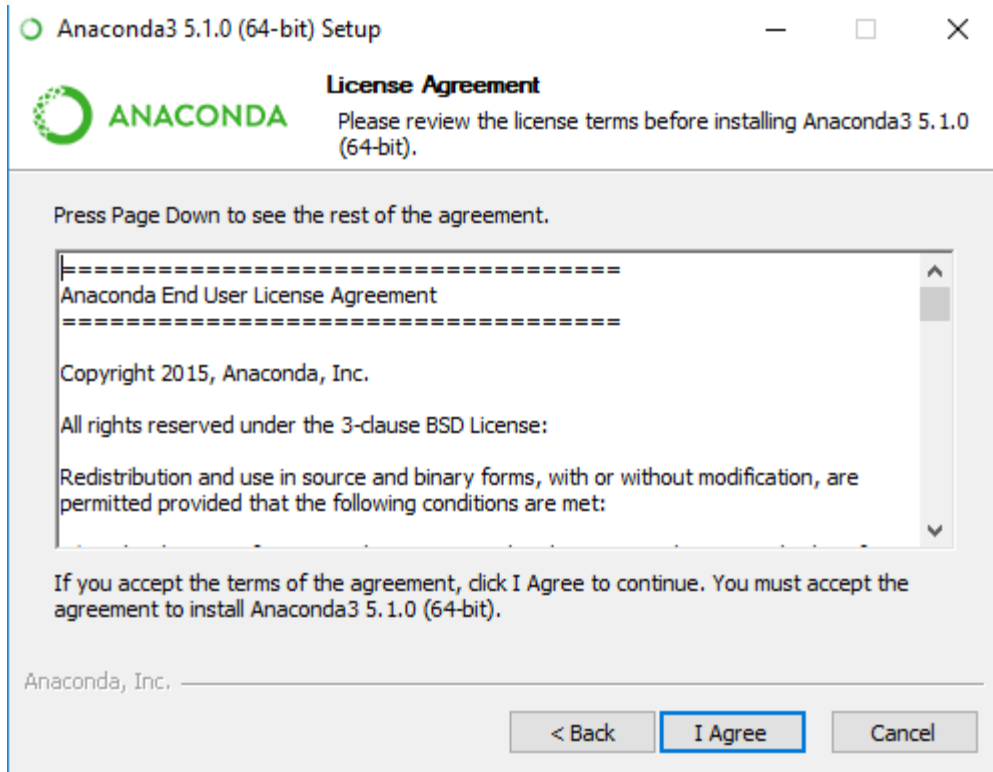 Anaconda3 5.1.0 (64-bit) Setup
ANACONDA
License Agreement
Please review the license terms before installing Anaconda3 5.1.0
(64-bit).
Press Page Down to see the rest of the agreement.
===================================
Anaconda End User License Agreement
===================================
Copyright 2015, Anaconda, Inc.
All rights reserved under the 3-clause BSD License:
Redistribution and use in source and binary forms, with or without modification, are
permitted provided that the following conditions are met:
If you accept the terms of the agreement, click I Agree to continue. You must accept the
agreement to install Anaconda3 5.1.0 (64-bit).
Anaconda, Inc.
< Back
I Agree
Cancel